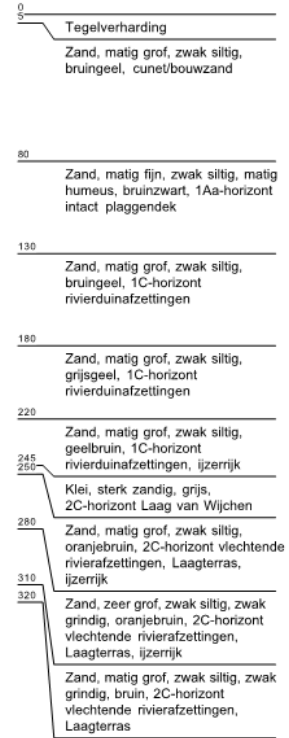 0
5
Tegelverharding
Zand, matig grof, zwak siltig,
bruingeel, cunet/bouwzand
80
Zand, matig fijn, zwak siltig, matig
humeus, bruinzwart, 1Aa-horizont
intact plaggendek
130
Zand, matig grof, zwak siltig,
bruingeel, 1C-horizont
rivierduinafzettingen
180
Zand, matig grof, zwak siltig,
grijsgeel, 1C-horizont
rivierduinafzettingen
220
Zand, matig grof, zwak siltig,
geelbruin, 1C-horizont
rivierduinafzettingen, ijzerrijk
245
250
Klei, sterk zandig, grijs,
2C-horizont Laag van Wijchen
280
Zand, matig grof, zwak siltig,
oranjebruin, 2C-horizont vlechtende
rivierafzettingen, Laagterras,
ijzerrijk
310
320
Zand, zeer grof, zwak siltig, zwak
grindig, oranjebruin, 2C-horizont
vlechtende rivierafzettingen,
Laagterras, ijzerrijk
Zand, matig grof, zwak siltig, zwak
grindig, bruin, 2C-horizont
vlechtende rivierafzettingen,
Laagterras